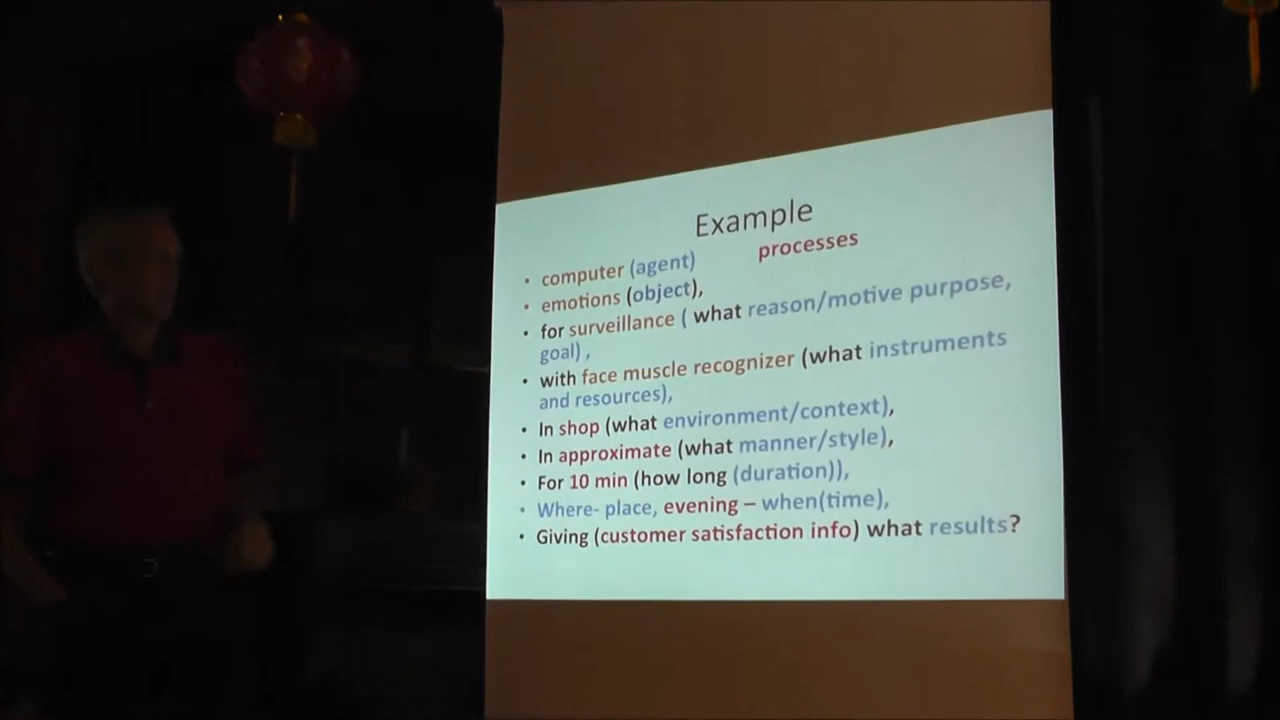 Example
• computer (agent) processes
• emotions (object),
• for surveillance ( what reason/motive purpose,
goal) ,
• with face muscle recognizer (what instruments
and resources),
• In shop (what environment/context),
• In approximate (what manner/style),
• For 10 min (how long (duration)),
• Where- place, evening – when(time),
• Giving (customer satisfaction info) what results?